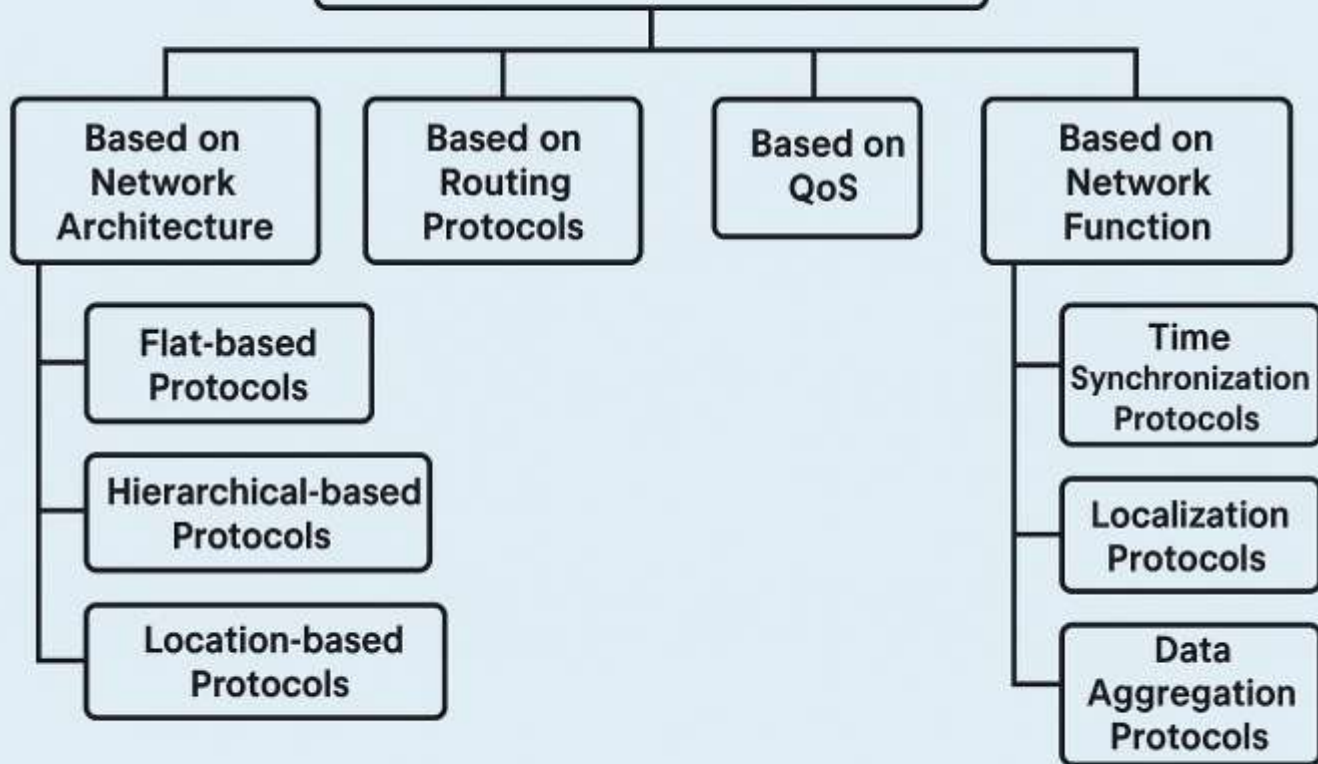 Based on
Network
Architecture
Based on
Routing
Protocols
Based on
QoS
Based on
Network
Function
Flat-based
Protocols
Hierarchical-based
Protocols
Location-based
Protocols
Time
Synchronization
Protocols
Localization
Protocols
Data
Aggregation
Protocols